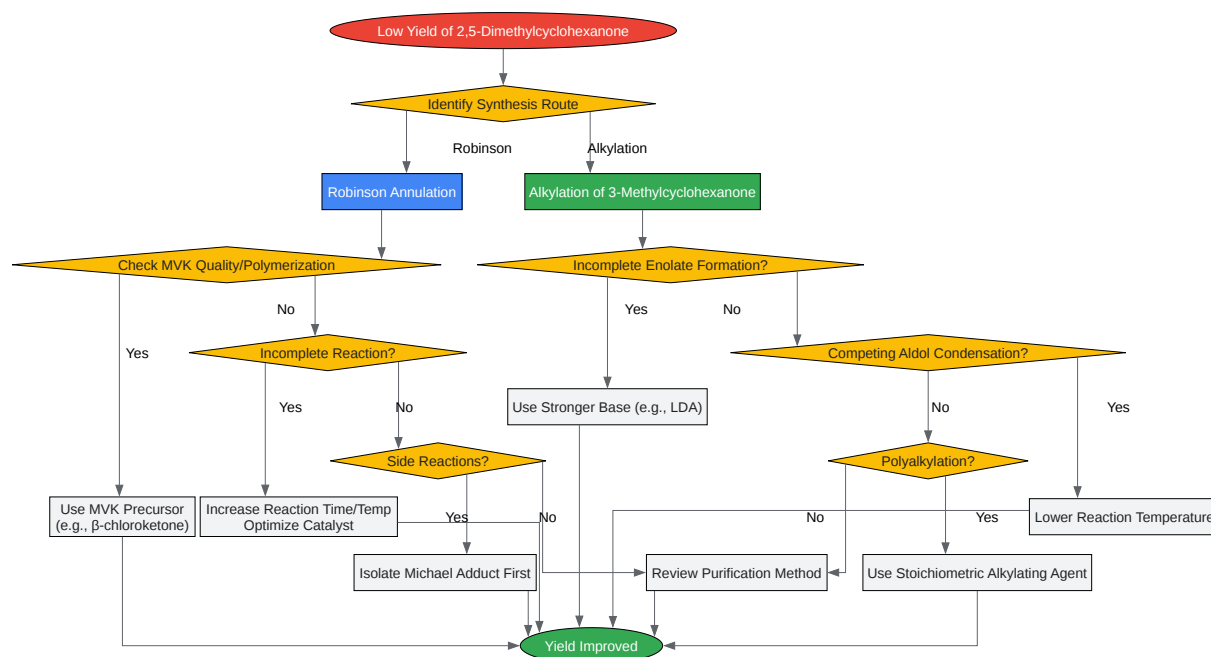 Low Yield of 2,5-Dimethylcyclohexanone
Identify Synthesis Route
Robinson
Alkylation
Robinson Annulation
Alkylation of 3-Methylcyclohexanone
Check MVK Quality/Polymerization
Incomplete Enolate Formation?
No
Yes
No
Yes
Incomplete Reaction?
Competing Aldol Condensation?
Yes
No
Use Stronger Base (e.g., LDA)
No
Yes
Side Reactions?
Polyalkylation?
Use MVK Precursor
(e.g., β-chloroketone)
Increase Reaction Time/Temp
Optimize Catalyst
Yes
No
No
Yes
Lower Reaction Temperature
Isolate Michael Adduct First
Review Purification Method
Use Stoichiometric Alkylating Agent
Yield Improved